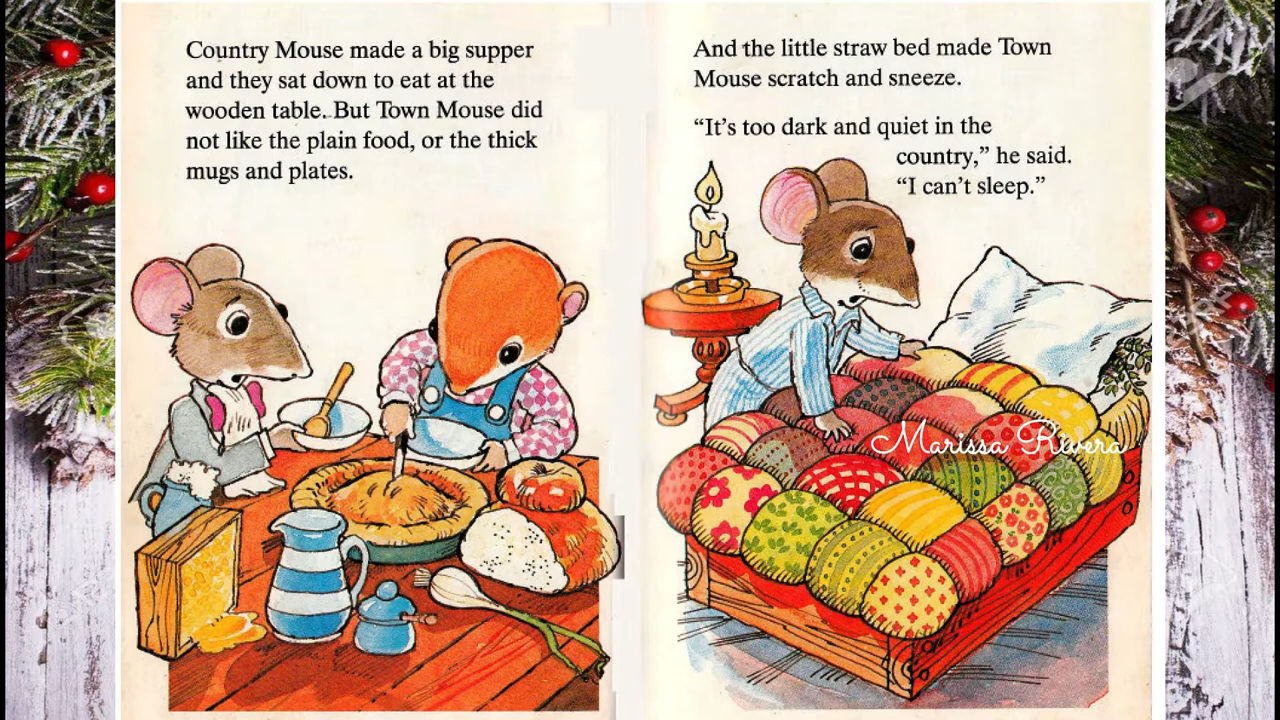 Country Mouse made a big supper
and they sat down to eat at the
wooden table. But Town Mouse did
not like the plain food, or the thick
mugs and plates.
And the little straw bed made Town
Mouse scratch and sneeze.
“It’s too dark and quiet in the
country,” he said.
“I can’t sleep.”
Marissa Rivera